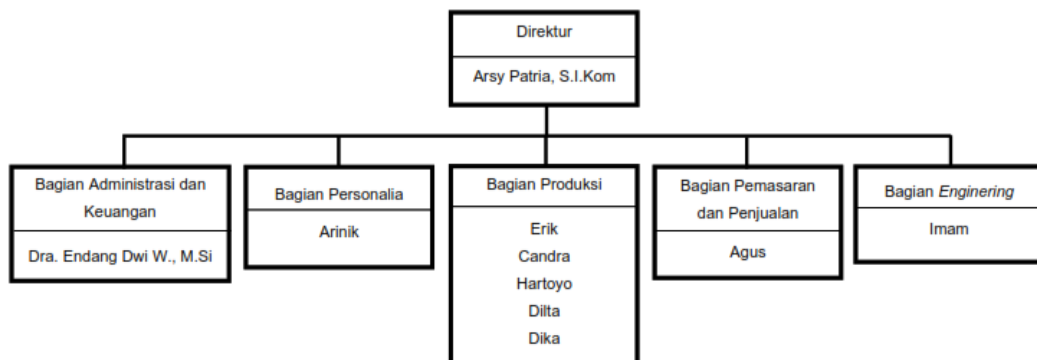 Direktur
Arsy Patria, S.I.Kom
Bagian Administrasi dan
Keuangan
Dra. Endang Dwi W., M.Si
Bagian Personalia
Arinik
Bagian Produksi
Erik
Candra
Hartoyo
Dilta
Dika
Bagian Pemasaran
dan Penjualan
Agus
Bagian Enginering
Imam